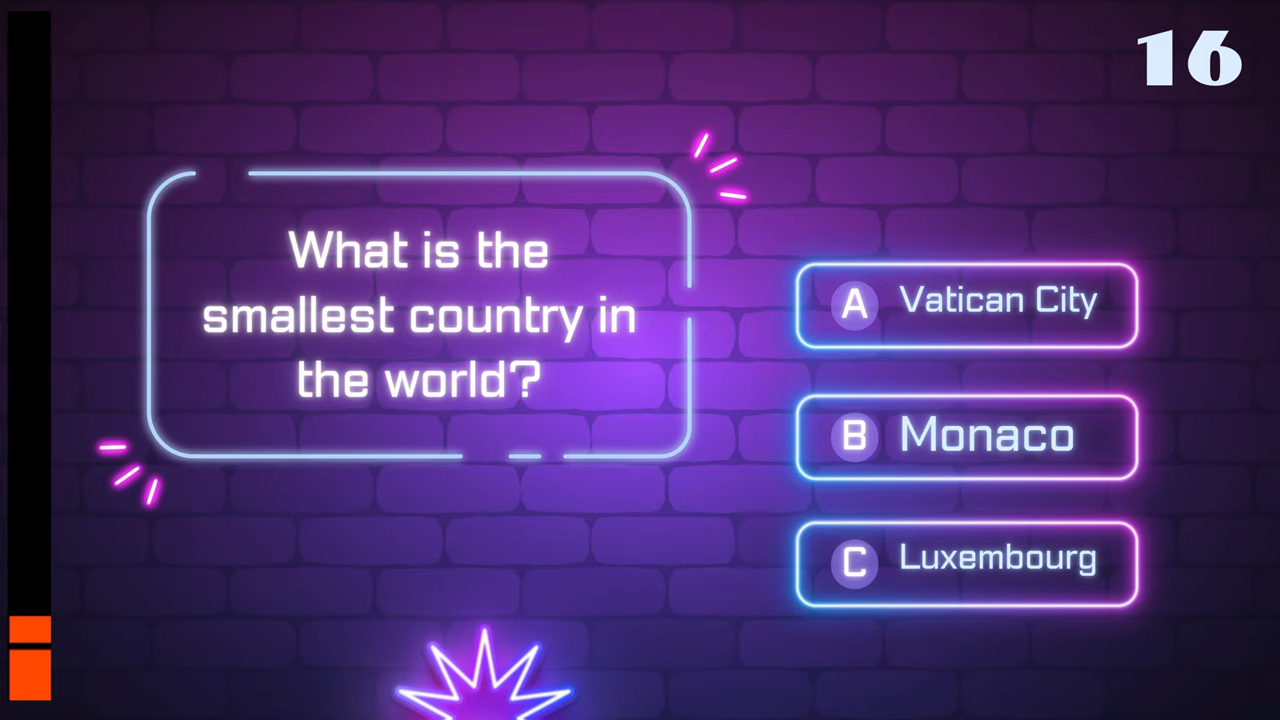 16
What is the
smallest country in
the world?
A Vatican City
B Monaco
C Luxembourg